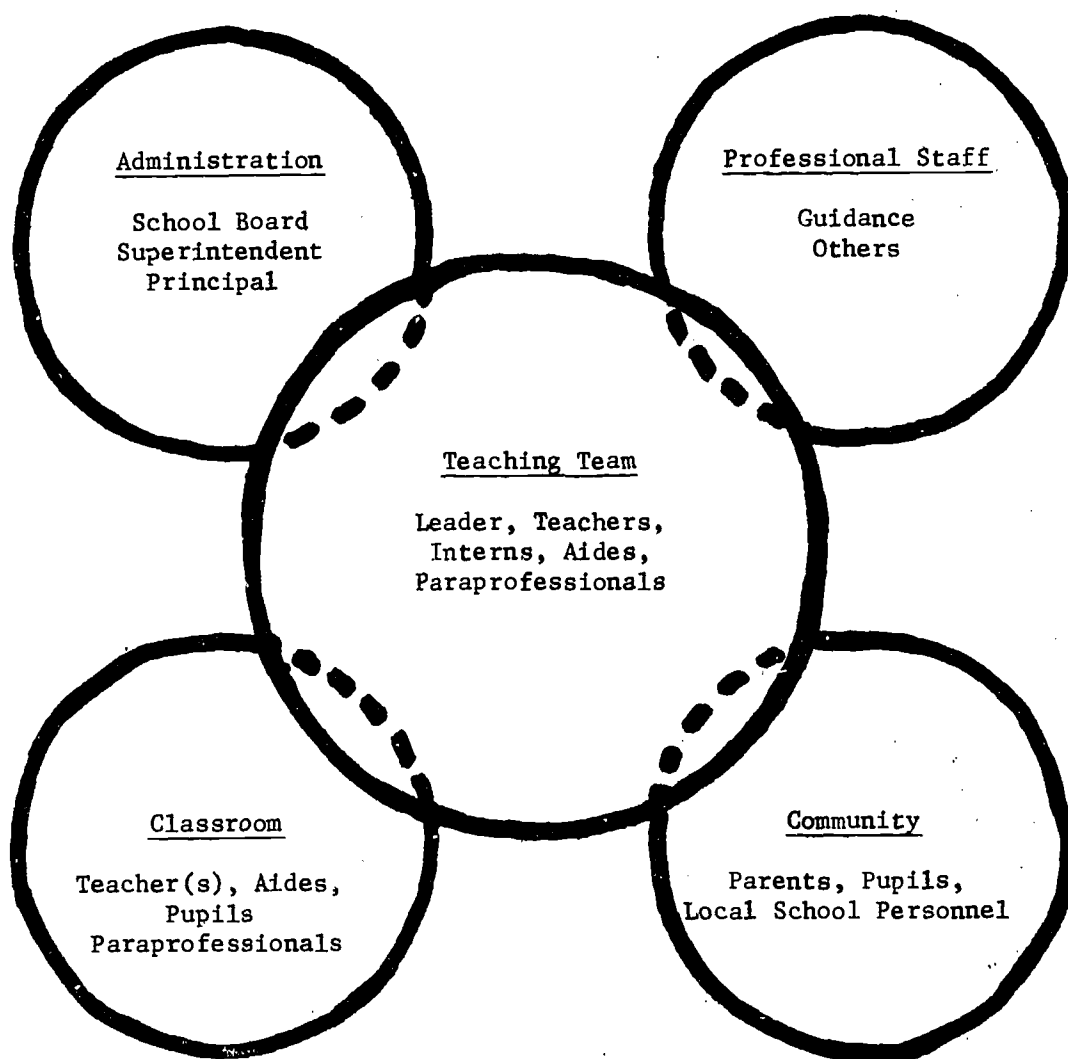 Administration
School Board
Superintendent
Principal
Professional Staff
Guidance
Others
Teaching Team
Leader, Teachers,
Interns, Aides,
Paraprofessionals
Classroom
Teacher(s), Aides,
Pupils
Paraprofessionals
Community
Parents, Pupils,
Local School Personnel